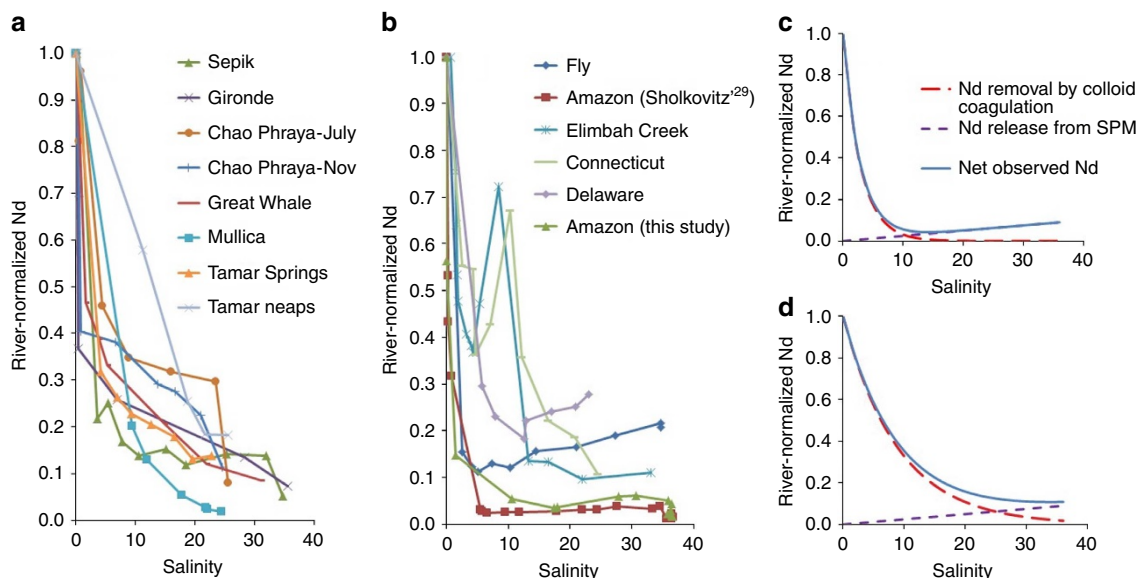 a
1.0
0.9
0.8
0.7
0.6
0.5
0.4
0.3
0.2
0.1
0.0
River-normalized Nd
0 10 20 30 40
Salinity
Sepik
Gironde
Chao Phraya-July
Chao Phraya-Nov
Great Whale
Mullica
Tamar Springs
Tamar neaps
b
1.0
0.9
0.8
0.7
0.6
0.5
0.4
0.3
0.2
0.1
0.0
River-normalized Nd
0 10 20 30 40
Salinity
Fly
Amazon (Sholkovitz'29)
Elimbah Creek
Connecticut
Delaware
Amazon (this study)
c
1.0
0.8
0.6
0.4
0.2
0.0
River-normalized Nd
0 10 20 30 40
Salinity
Nd removal by colloid
coagulation
Nd release from SPM
Net observed Nd
d
1.0
0.8
0.6
0.4
0.2
0.0
River-normalized Nd
0 10 20 30 40
Salinity